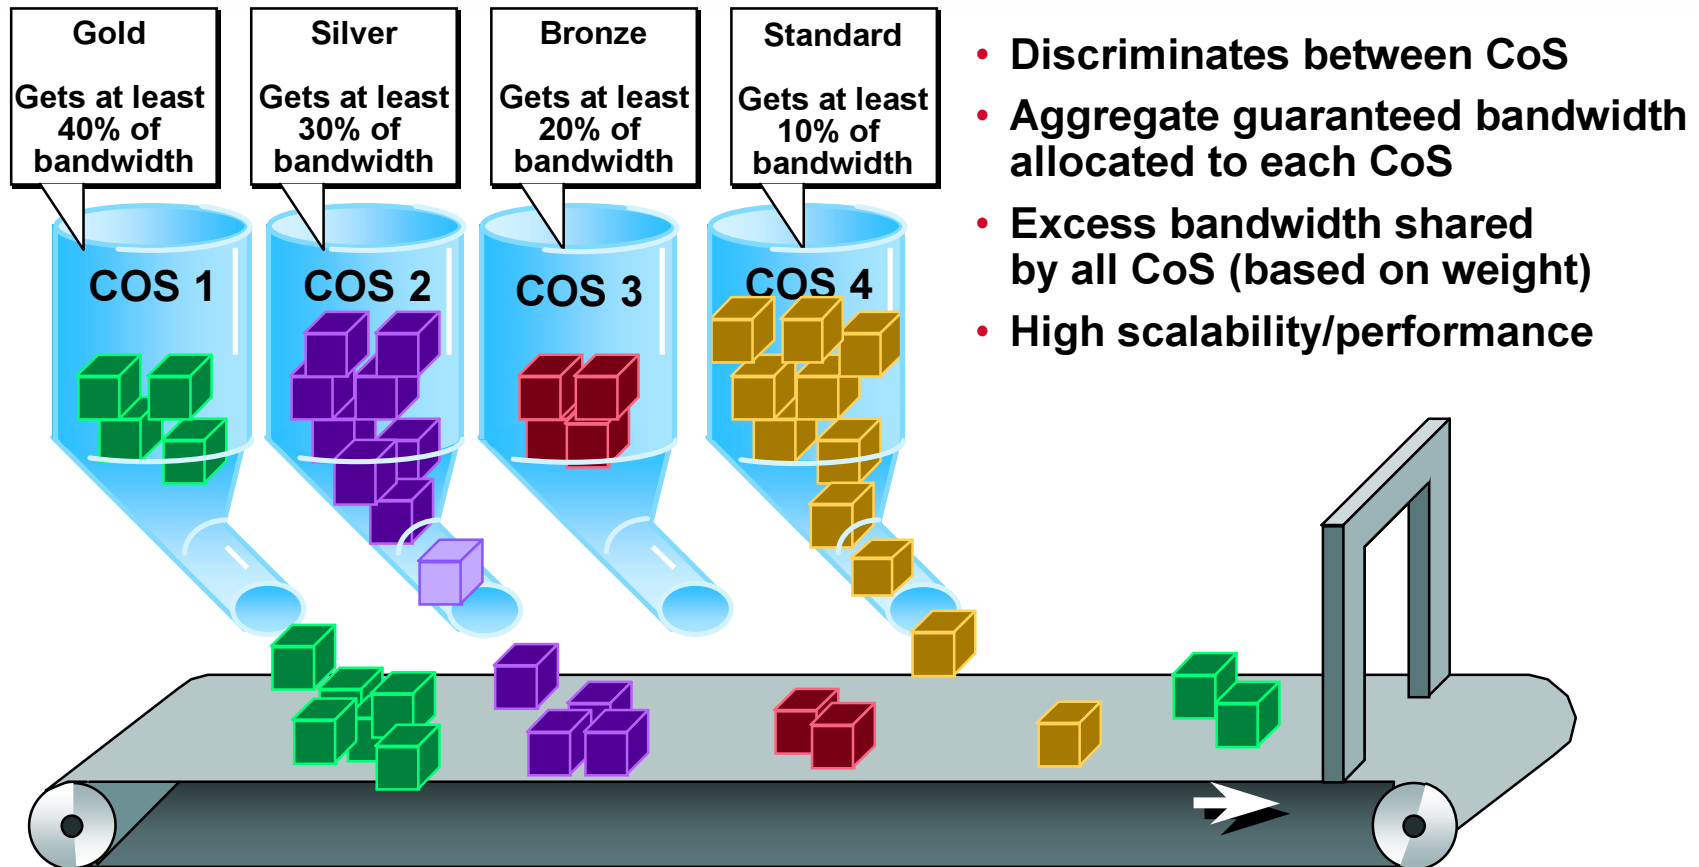 Gold
Gets at least
40% of
bandwidth
Silver
Gets at least
30% of
bandwidth
Bronze
Gets at least
20% of
bandwidth
Standard
Gets at least
10% of
bandwidth
COS 1
COS 2
COS 3
COS 4
• Discriminates between CoS
• Aggregate guaranteed bandwidth
allocated to each CoS
• Excess bandwidth shared
by all CoS (based on weight)
• High scalability/performance